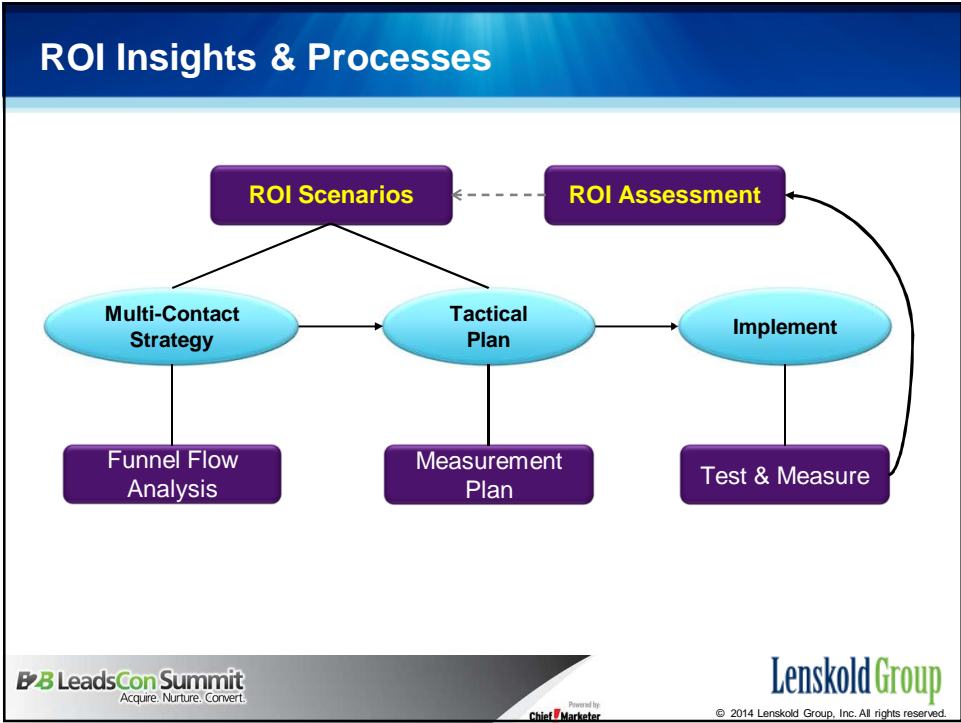 ROI Insights & Processes
ROI Scenarios
ROI Assessment
Multi-Contact
Strategy
Tactical
Plan
Implement
Funnel Flow
Analysis
Measurement
Plan
Test & Measure
B2B LeadsCon Summit
Acquire. Nurture. Convert.
Powered by:
Chief Marketer
Lenskold Group
© 2014 Lenskold Group, Inc. All rights reserved.